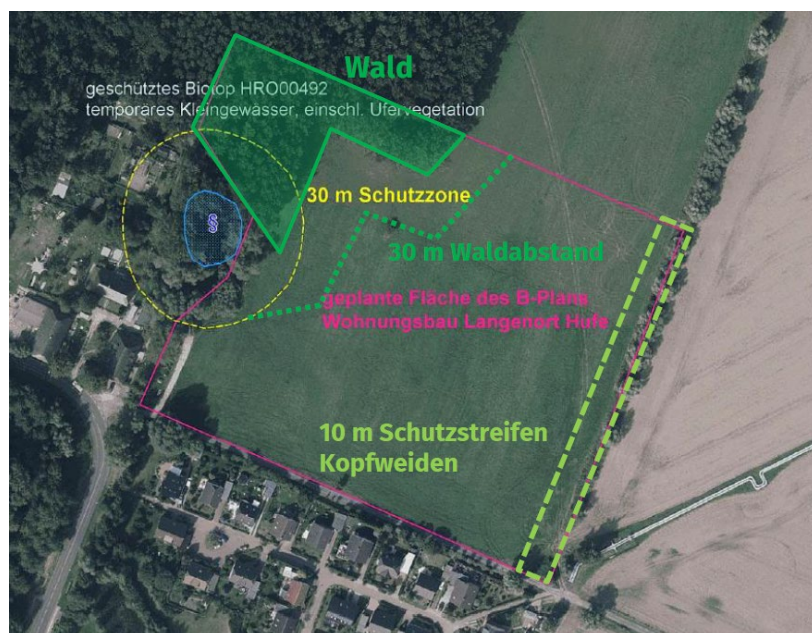 Wald
geschütztes Biotop HRO00492
temporäres Kleingewässer, einschl. Ufervegetation
30 m Schutzzone
§
30 m Waldabstand
geplante Fläche des B-Plans
Wohnungsbau Langenort Hufe
10 m Schutzstreifen
Kopfweiden